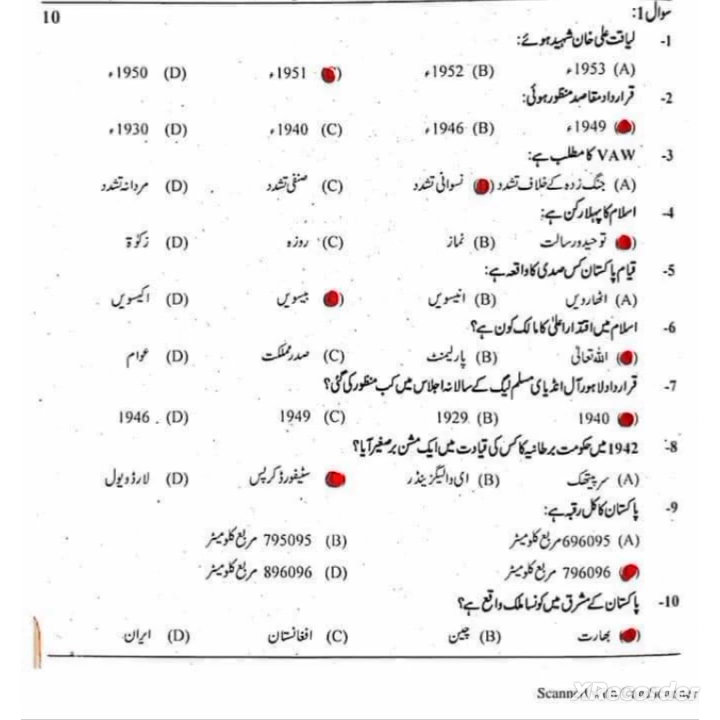 سوال 1: 10
-1 لیاقت علی خان شہید ہوئے:
(A) 1953ء (B) 1952ء 1951ء (D) 1950ء
-2 قرارداد مقاصد منظور ہوئی:
1949ء (B) 1946ء (C) 1940ء (D) 1930ء
-3 VAW کا مطلب ہے:
(A) جنگ زدہ کے خلاف تشدد نسوانی تشدد (C) صنفی تشدد (D) مردانہ تشدد
-4 اسلام کا پہلا رکن ہے:
توحید و رسالت (B) نماز (C) روزہ (D) زکوٰۃ
-5 قیام پاکستان کس صدی کا واقعہ ہے:
(A) اٹھارویں (B) انیسویں بیسویں (D) اکیسویں
-6 اسلام میں اقتدار اعلیٰ کا مالک کون ہے؟
اللہ تعالیٰ (B) پارلیمنٹ (C) صدر مملکت (D) عوام
-7 قرارداد لاہور آل انڈیا مسلم لیگ کے سالانہ اجلاس میں کب منظور کی گئی؟
1940 (B) 1929 (C) 1949 (D) 1946
-8 1942 میں حکومت برطانیہ کا کس کی قیادت میں ایک مشن برصغیر آیا؟
(A) سر پیتھک (B) ای والیگزینڈر سٹیفورڈ کرپس (D) لارڈ ویول
-9 پاکستان کا کل رقبہ ہے:
(A) 696095 مربع کلومیٹر (B) 795095 مربع کلومیٹر
796096 مربع کلومیٹر (D) 896096 مربع کلومیٹر
-10 پاکستان کے مشرق میں کونسا ملک واقع ہے؟
بھارت (B) چین (C) افغانستان (D) ایران
Scanned
XRecorder